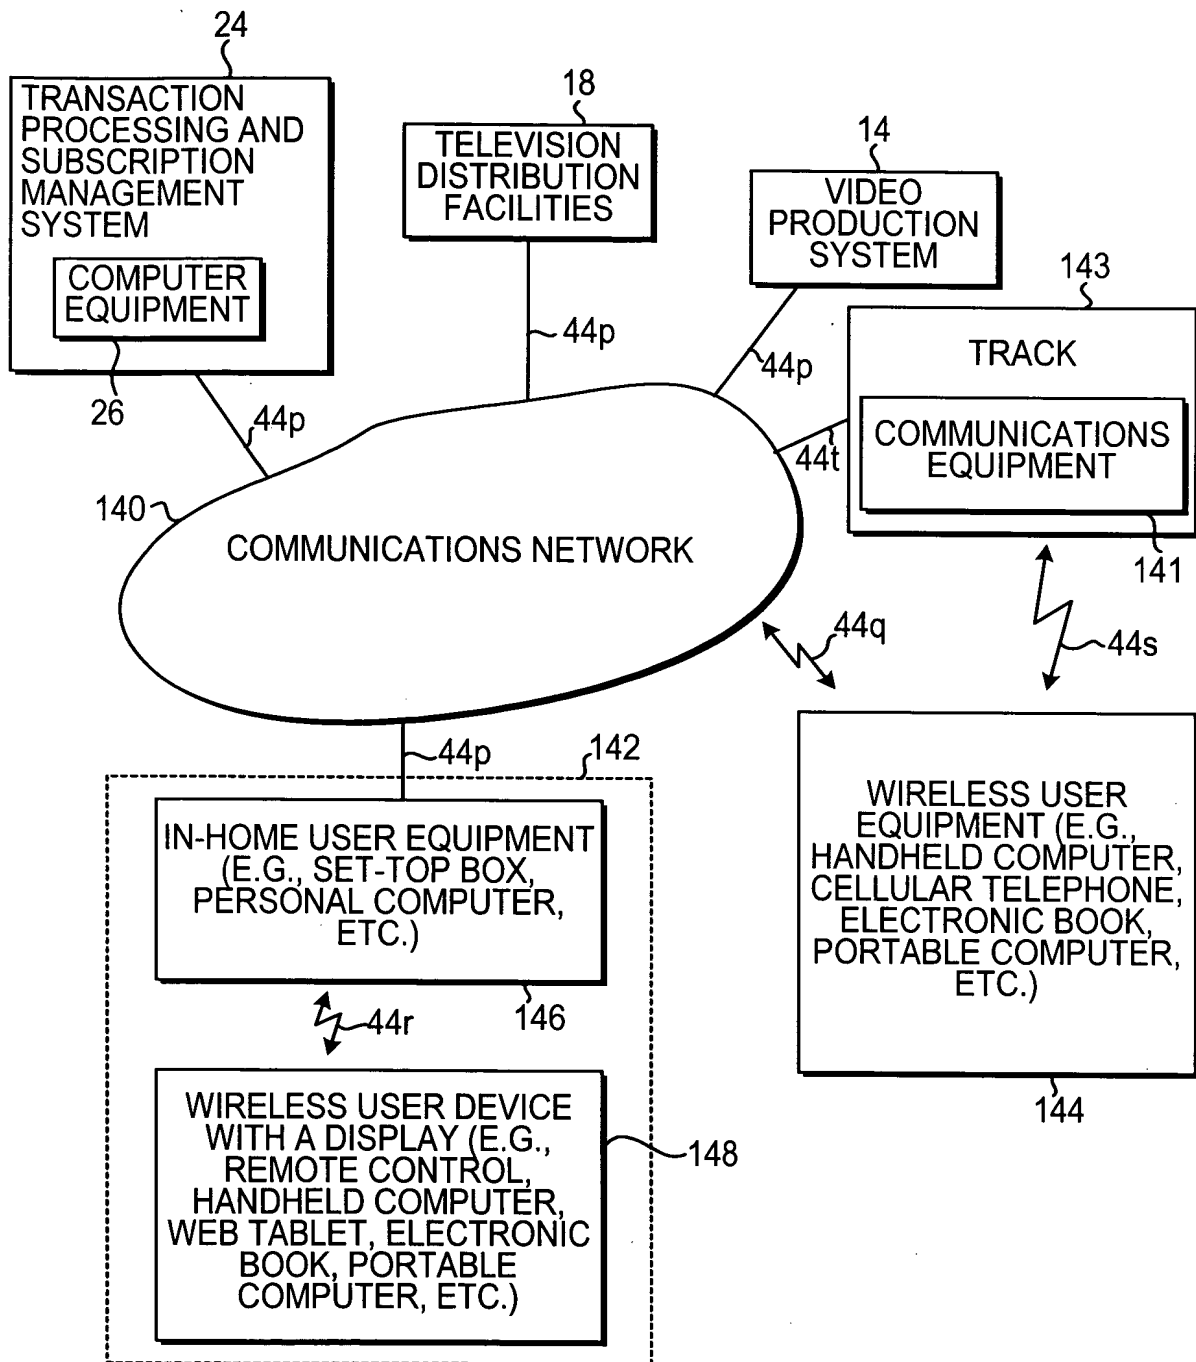 24
TRANSACTION
PROCESSING AND
SUBSCRIPTION
MANAGEMENT
SYSTEM
COMPUTER
EQUIPMENT
26
44p
18
TELEVISION
DISTRIBUTION
FACILITIES
44p
14
VIDEO
PRODUCTION
SYSTEM
44p
143
TRACK
COMMUNICATIONS
EQUIPMENT
141
44t
140
COMMUNICATIONS NETWORK
44q
44s
44p
142
IN-HOME USER EQUIPMENT
(E.G., SET-TOP BOX,
PERSONAL COMPUTER,
ETC.)
146
44r
WIRELESS USER DEVICE
WITH A DISPLAY (E.G.,
REMOTE CONTROL,
HANDHELD COMPUTER,
WEB TABLET, ELECTRONIC
BOOK, PORTABLE
COMPUTER, ETC.)
148
WIRELESS USER
EQUIPMENT (E.G.,
HANDHELD COMPUTER,
CELLULAR TELEPHONE,
ELECTRONIC BOOK,
PORTABLE COMPUTER,
ETC.)
144